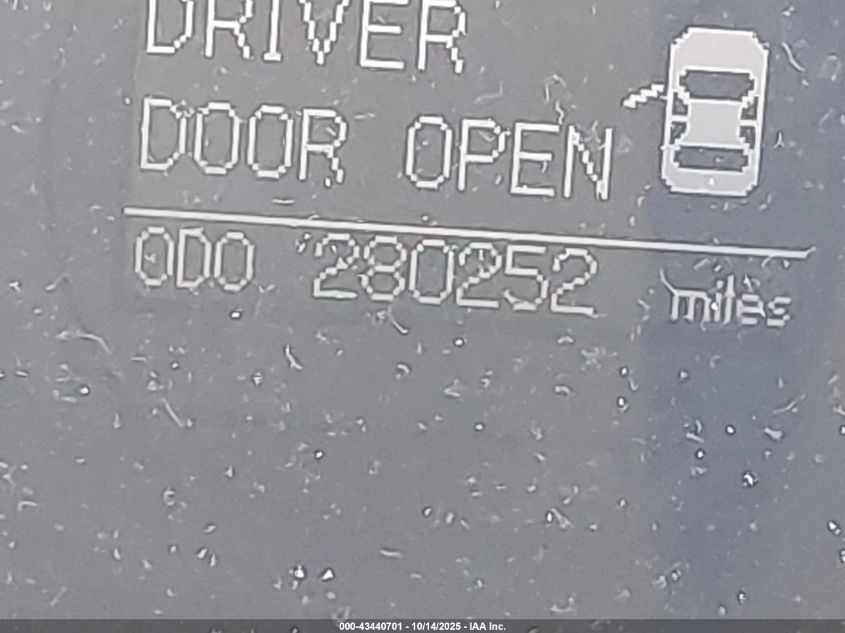 DRIVER
DOOR OPEN
ODO 280252 miles
000-43440701 - 10/14/2025 - IAA Inc.